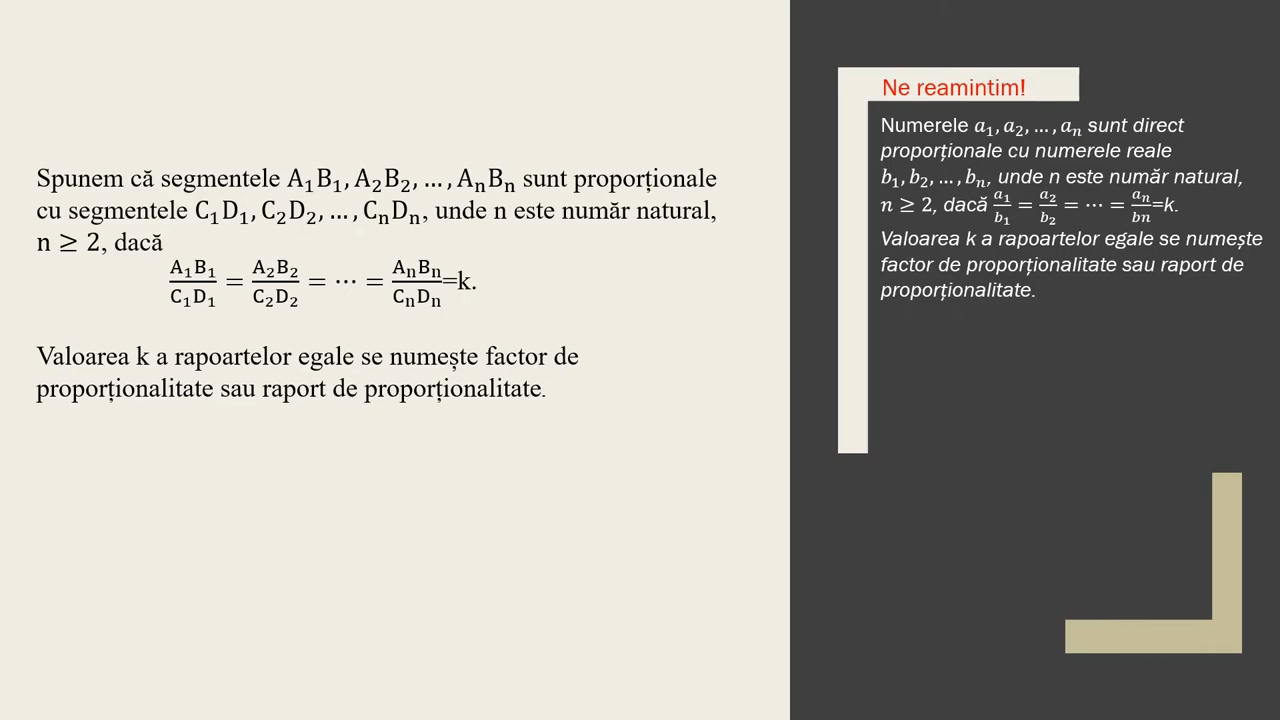 Spunem că segmentele A₁B₁, A₂B₂, …, AₙBₙ sunt proporționale
cu segmentele C₁D₁, C₂D₂, …, CₙDₙ, unde n este număr natural,
n ≥ 2, dacă
A₁B₁/C₁D₁ = A₂B₂/C₂D₂ = ⋯ = AₙBₙ/CₙDₙ=k.
Valoarea k a rapoartelor egale se numește factor de
proporționalitate sau raport de proporționalitate.
Ne reamintim!
Numerele a₁, a₂, …, aₙ sunt direct
proporționale cu numerele reale
b₁, b₂, …, bₙ, unde n este număr natural,
n ≥ 2, dacă a₁/b₁ = a₂/b₂ = ⋯ = aₙ/bn=k.
Valoarea k a rapoartelor egale se numește
factor de proporționalitate sau raport de
proporționalitate.